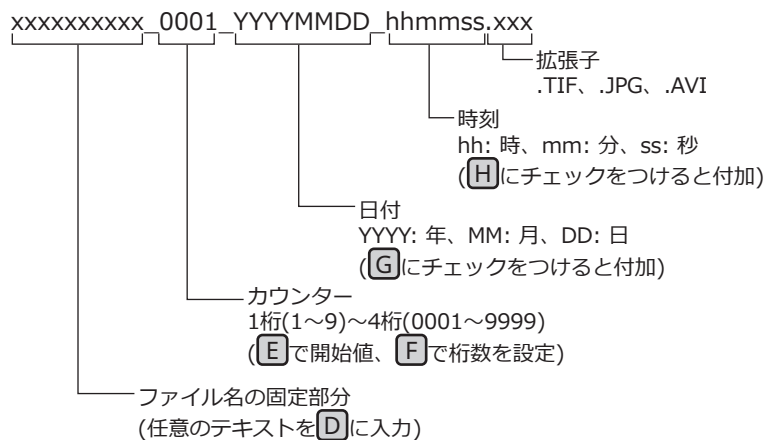 xxxxxxxxxx_0001_YYYYMMDD_hhmmss.xxx
拡張子
.TIF、.JPG、.AVI
時刻
hh: 時、mm: 分、ss: 秒
(Hにチェックをつけると付加)
日付
YYYY: 年、MM: 月、DD: 日
(Gにチェックをつけると付加)
カウンター
1桁(1～9)～4桁(0001～9999)
(Eで開始値、Fで桁数を設定)
ファイル名の固定部分
(任意のテキストをDに入力)